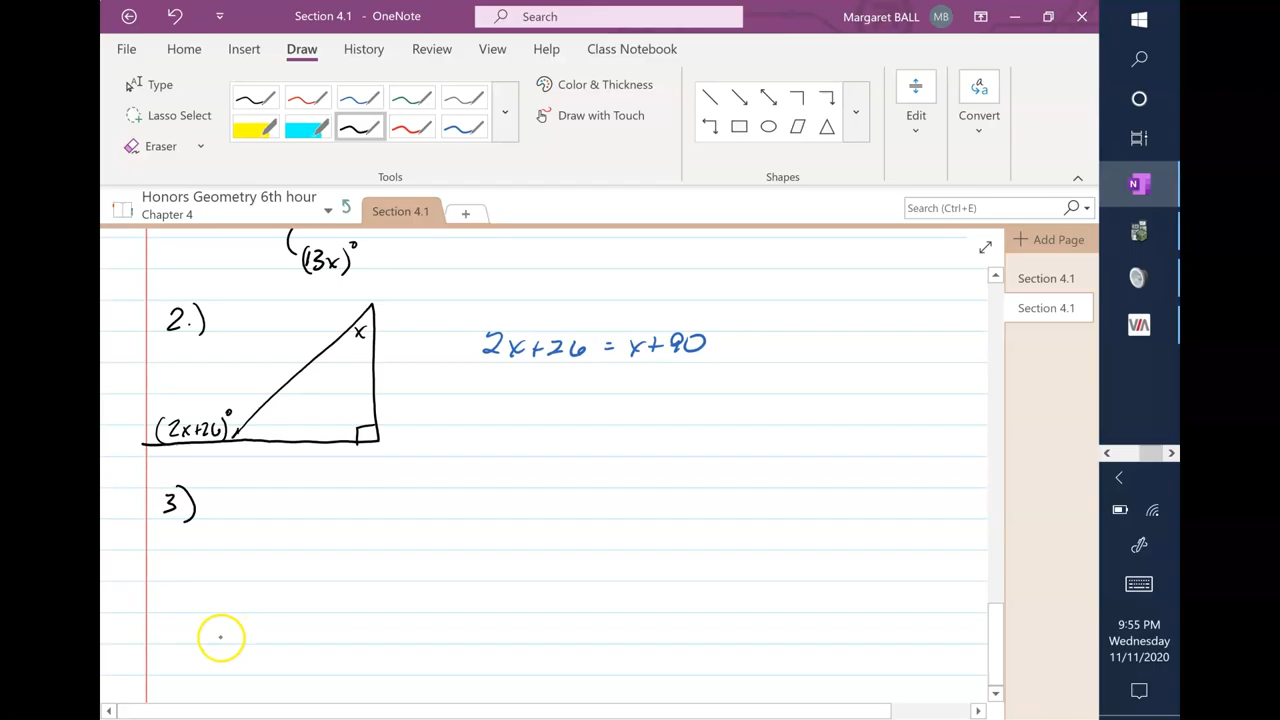 Section 4.1 - OneNote
Search
Margaret BALL
MB
File
Home
Insert
Draw
History
Review
View
Help
Class Notebook
Type
Lasso Select
Eraser
Color & Thickness
Draw with Touch
Edit
Convert
a
Tools
Shapes
Honors Geometry 6th hour
Chapter 4
Section 4.1
+
Search (Ctrl+E)
Add Page
Section 4.1
Section 4.1
N
VIA
(13x)°
2.)
x
2x+26 = x+90
(2x+26)°
3)
9:55 PM
Wednesday
11/11/2020